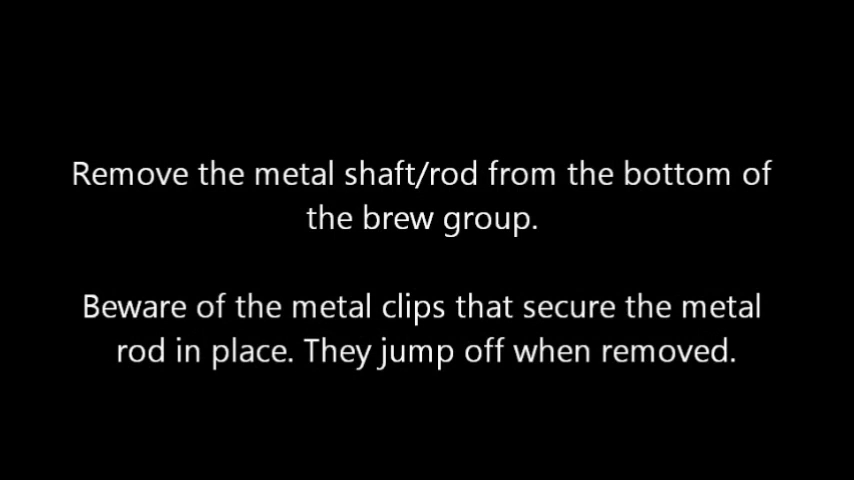 Remove the metal shaft/rod from the bottom of
the brew group.
Beware of the metal clips that secure the metal
rod in place. They jump off when removed.